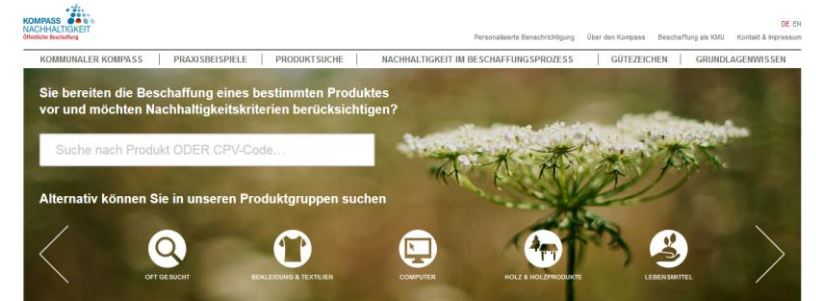 KOMPASS
NACHHALTIGKEIT
Öffentliche Beschaffung
DE EN
Personalisierte Benachrichtigung Über den Kompass Beschaffung als KMU Kontakt & Impressum
KOMMUNALER KOMPASS | PRAXISBEISPIELE | PRODUKTSUCHE | NACHHALTIGKEIT IM BESCHAFFUNGSPROZESS | GÜTEZEICHEN | GRUNDLAGENWISSEN
Sie bereiten die Beschaffung eines bestimmten Produktes
vor und möchten Nachhaltigkeitskriterien berücksichtigen?
Suche nach Produkt ODER CPV-Code...
Alternativ können Sie in unseren Produktgruppen suchen
OFT GESUCHT BEKLEIDUNG & TEXTILIEN COMPUTER HOLZ & HOLZPRODUKTE LEBENSMITTEL